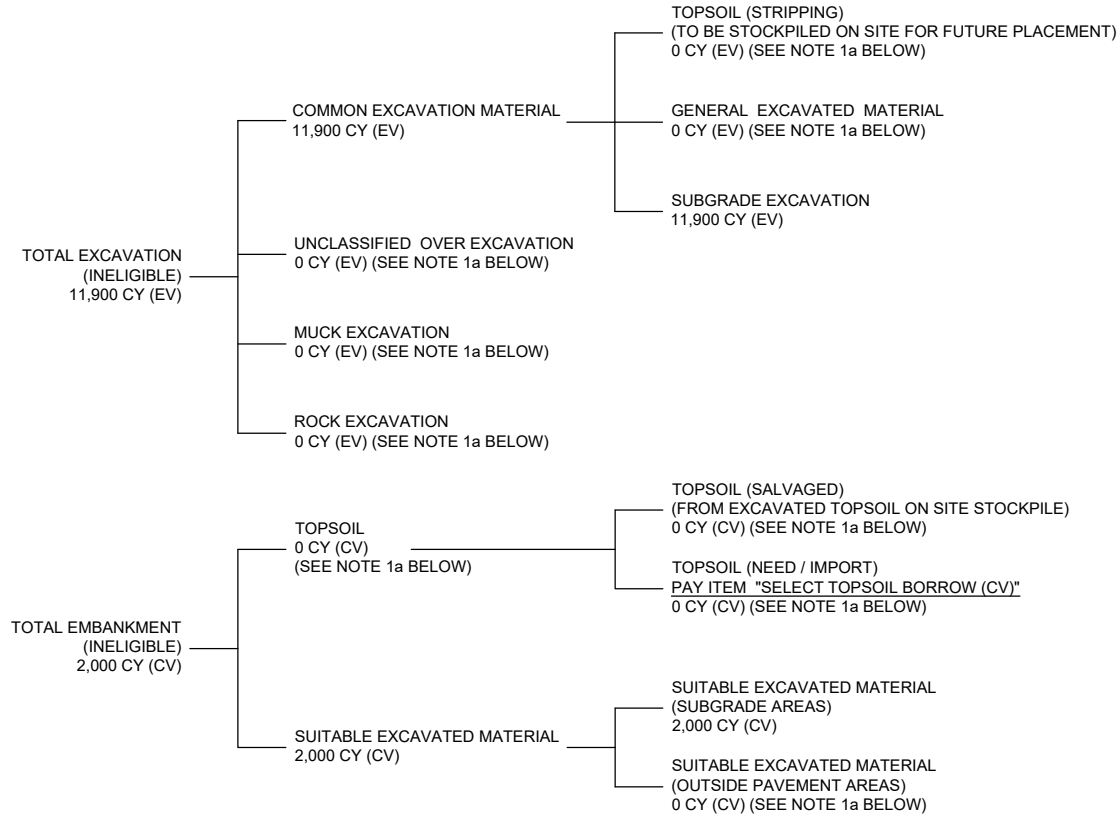 TOTAL EXCAVATION
(INELIGIBLE)
11,900 CY (EV)
COMMON EXCAVATION MATERIAL
11,900 CY (EV)
TOPSOIL (STRIPPING)
(TO BE STOCKPILED ON SITE FOR FUTURE PLACEMENT)
0 CY (EV) (SEE NOTE 1a BELOW)
GENERAL EXCAVATED MATERIAL
0 CY (EV) (SEE NOTE 1a BELOW)
SUBGRADE EXCAVATION
11,900 CY (EV)
UNCLASSIFIED OVER EXCAVATION
0 CY (EV) (SEE NOTE 1a BELOW)
MUCK EXCAVATION
0 CY (EV) (SEE NOTE 1a BELOW)
ROCK EXCAVATION
0 CY (EV) (SEE NOTE 1a BELOW)
TOTAL EMBANKMENT
(INELIGIBLE)
2,000 CY (CV)
TOPSOIL
0 CY (CV)
(SEE NOTE 1a BELOW)
TOPSOIL (SALVAGED)
(FROM EXCAVATED TOPSOIL ON SITE STOCKPILE)
0 CY (CV) (SEE NOTE 1a BELOW)
TOPSOIL (NEED / IMPORT)
PAY ITEM "SELECT TOPSOIL BORROW (CV)"
0 CY (CV) (SEE NOTE 1a BELOW)
SUITABLE EXCAVATED MATERIAL
2,000 CY (CV)
SUITABLE EXCAVATED MATERIAL
(SUBGRADE AREAS)
2,000 CY (CV)
SUITABLE EXCAVATED MATERIAL
(OUTSIDE PAVEMENT AREAS)
0 CY (CV) (SEE NOTE 1a BELOW)